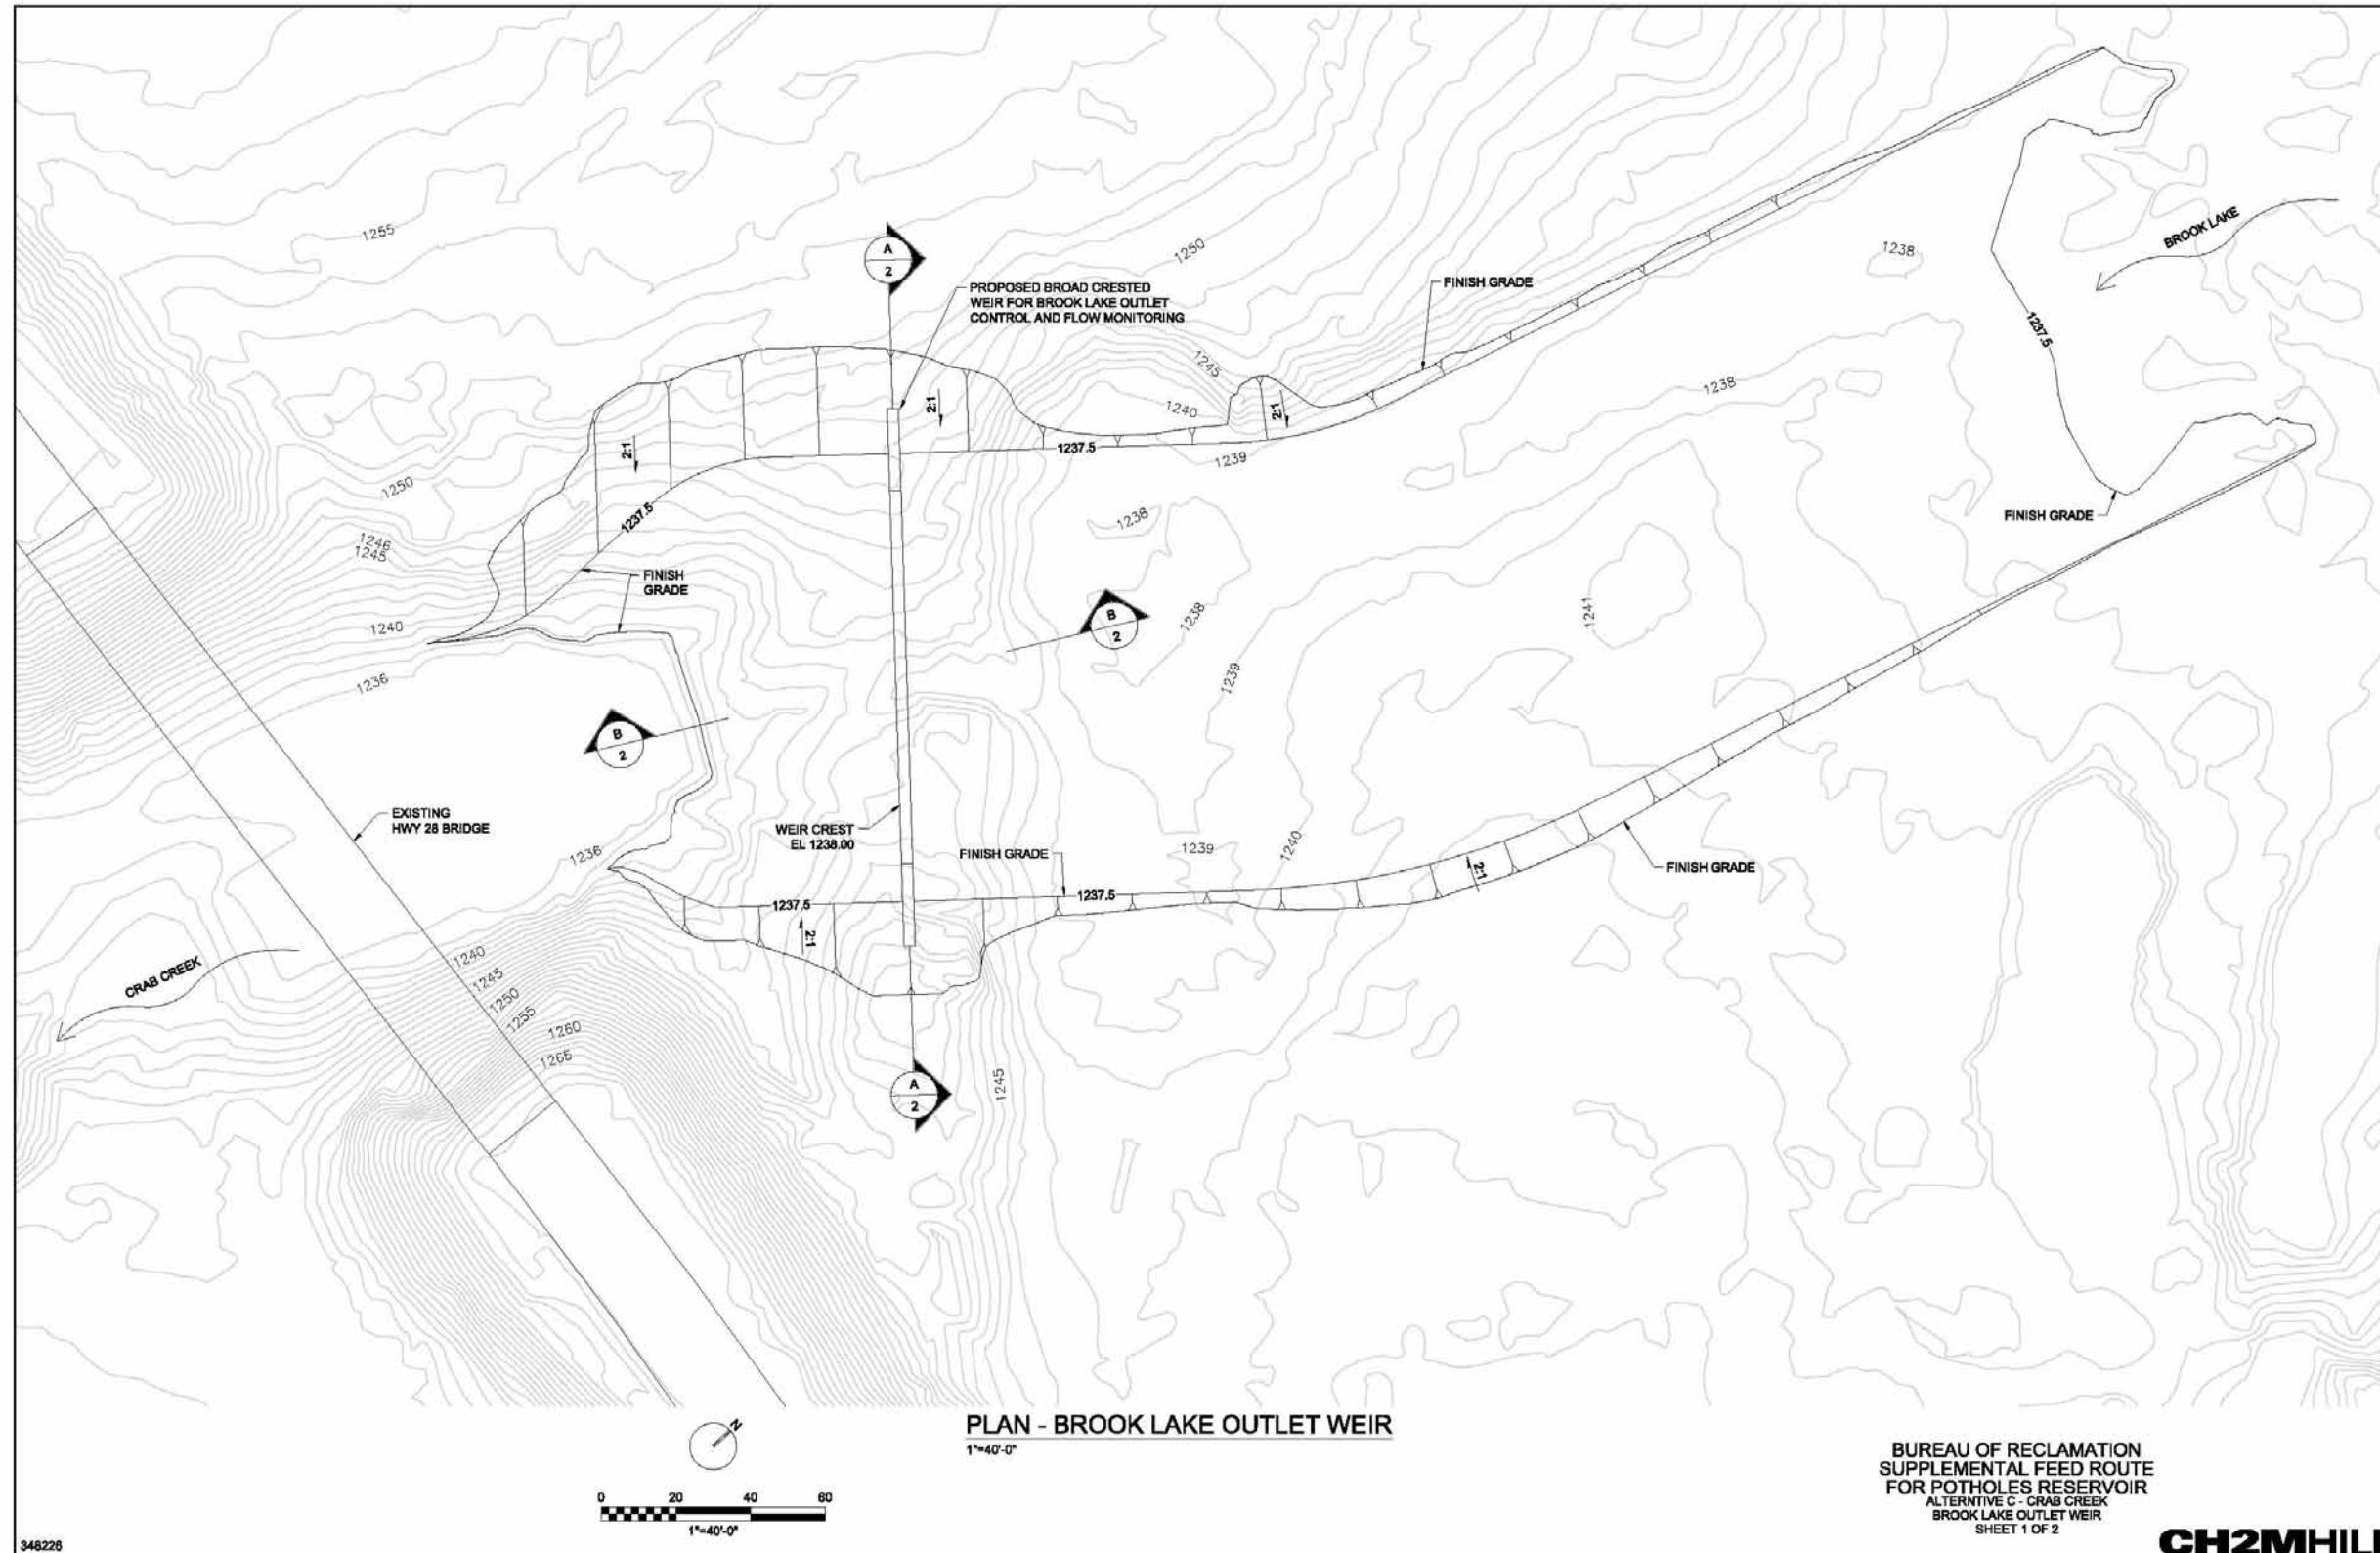 1255
A
2
PROPOSED BROAD CRESTED
WEIR FOR BROOK LAKE OUTLET
CONTROL AND FLOW MONITORING
1250
FINISH GRADE
1238
BROOK LAKE
1237.5
1245
1240
1238
2:1
2:1
2:1
1237.5
1239
1250
1237.5
1238
FINISH GRADE
1246
1245
FINISH
GRADE
1240
B
2
1238
1241
1236
1239
B
2
EXISTING
HWY 28 BRIDGE
WEIR CREST
EL 1238.00
1236
FINISH GRADE
1239
1240
2:1
FINISH GRADE
1237.5
1237.5
2:1
CRAB CREEK
1240
1245
1250
1255
1260
1265
A
2
1245
N
PLAN - BROOK LAKE OUTLET WEIR
1"=40'-0"
0 20 40 60
1"=40'-0"
BUREAU OF RECLAMATION
SUPPLEMENTAL FEED ROUTE
FOR POTHOLES RESERVOIR
ALTERNTIVE C - CRAB CREEK
BROOK LAKE OUTLET WEIR
SHEET 1 OF 2
348226
CH2MHILL